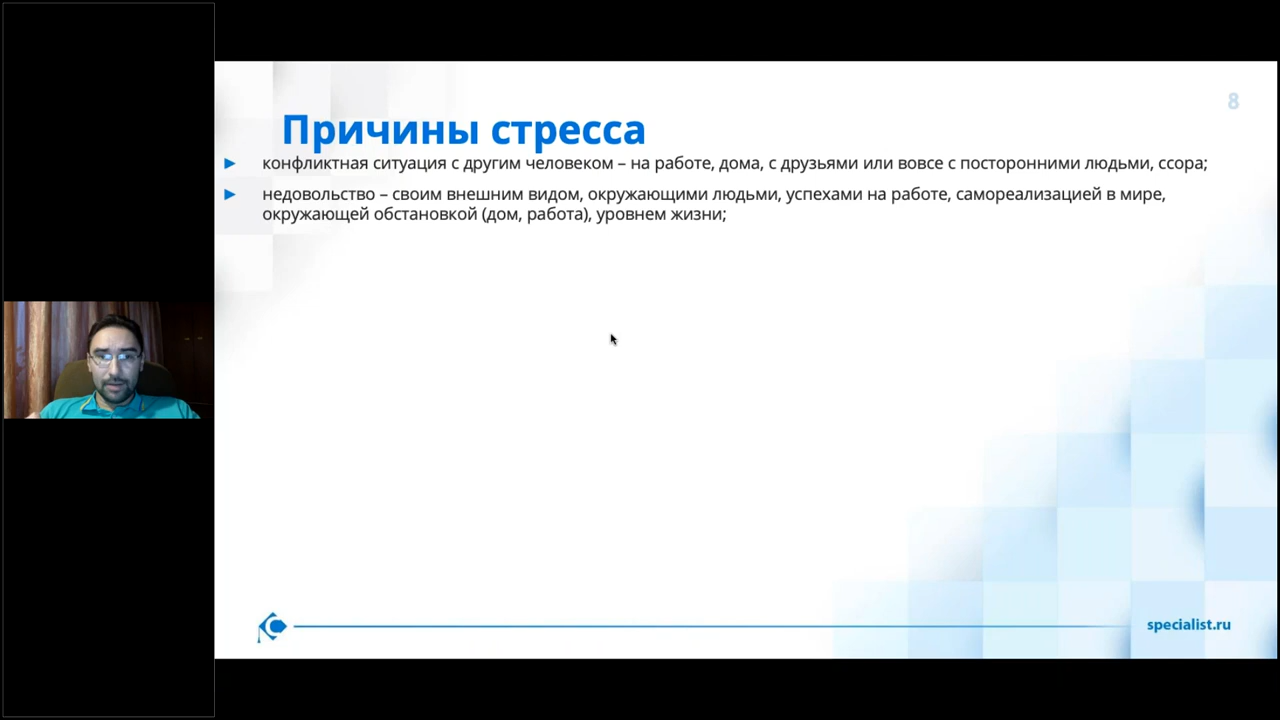 8
Причины стресса
конфликтная ситуация с другим человеком – на работе, дома, с друзьями или вовсе с посторонними людьми, ссора;
недовольство – своим внешним видом, окружающими людьми, успехами на работе, самореализацией в мире,
окружающей обстановкой (дом, работа), уровнем жизни;
specialist.ru